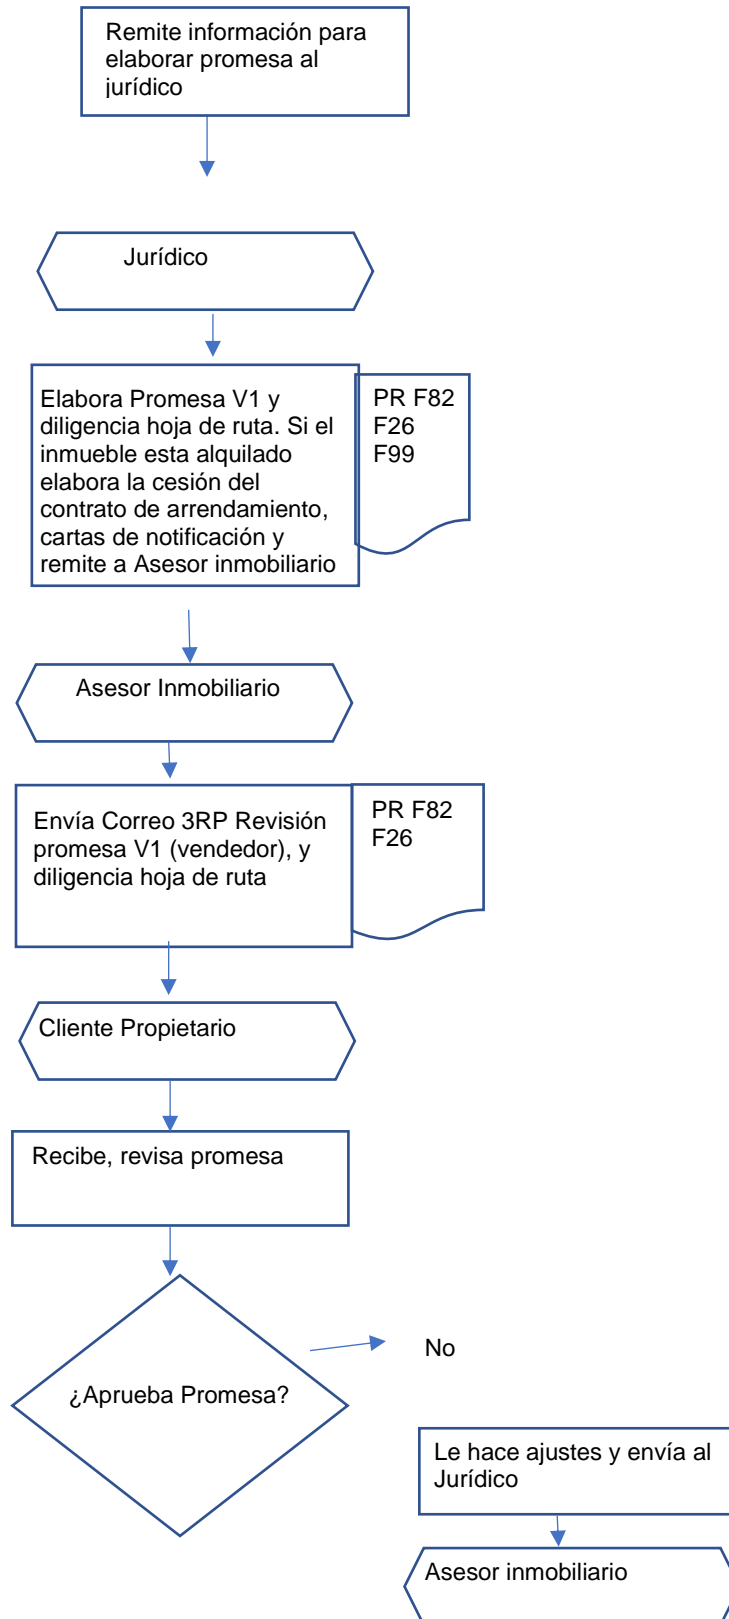 Remite información para
elaborar promesa al
jurídico
Jurídico
Elabora Promesa V1 y
diligencia hoja de ruta. Si el
inmueble esta alquilado
elabora la cesión del
contrato de arrendamiento,
cartas de notificación y
remite a Asesor inmobiliario
PR F82
F26
F99
Asesor Inmobiliario
Envía Correo 3RP Revisión
promesa V1 (vendedor), y
diligencia hoja de ruta
PR F82
F26
Cliente Propietario
Recibe, revisa promesa
¿Aprueba Promesa?
No
Le hace ajustes y envía al
Jurídico
Asesor inmobiliario